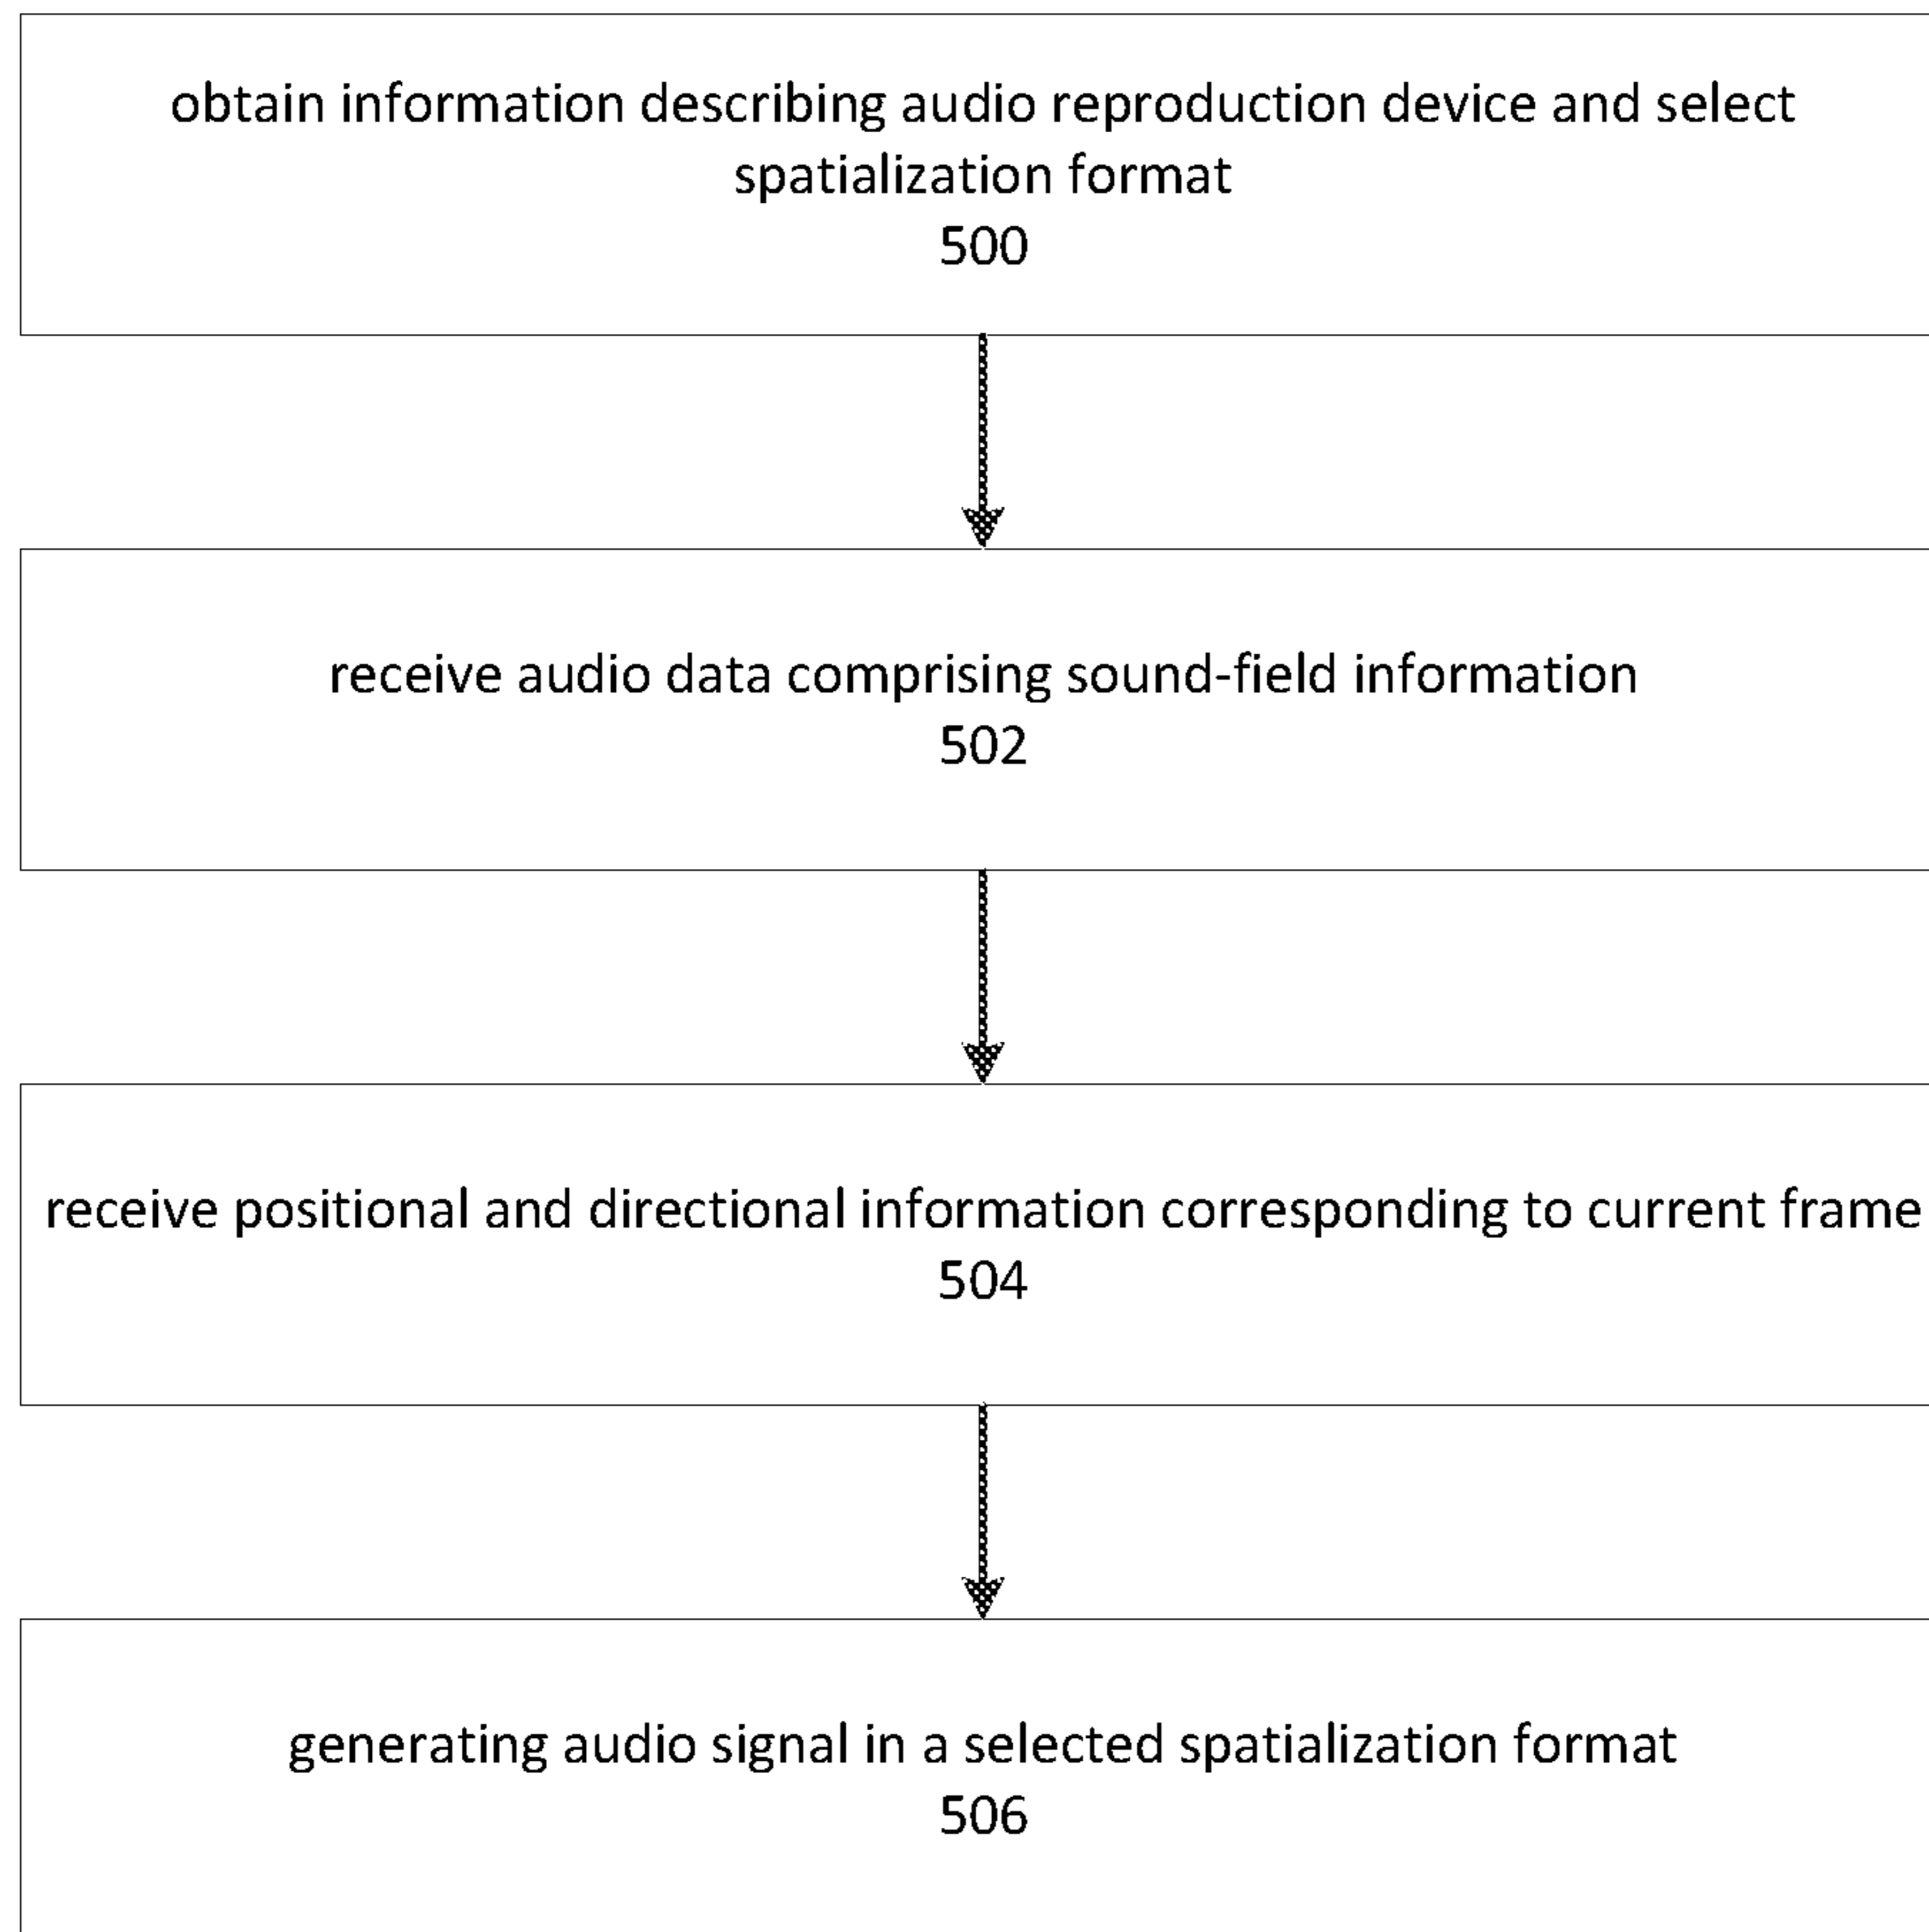 obtain information describing audio reproduction device and select
spatialization format
500
receive audio data comprising sound-field information
502
receive positional and directional information corresponding to current frame
504
generating audio signal in a selected spatialization format
506